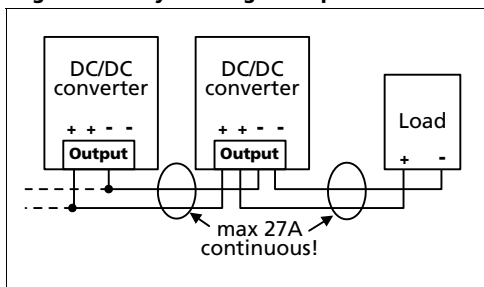 DC/DC
converter
+ + - -
Output
DC/DC
converter
+ + - -
Output
Load
+ -
max 27A
continuous!